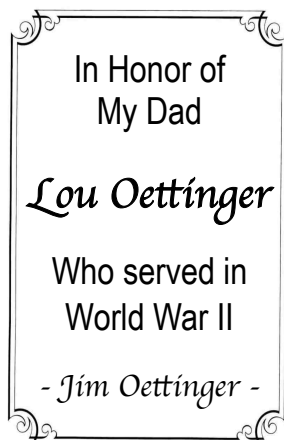 In Honor of
My Dad
Lou Oettinger
Who served in
World War II
- Jim Oettinger -